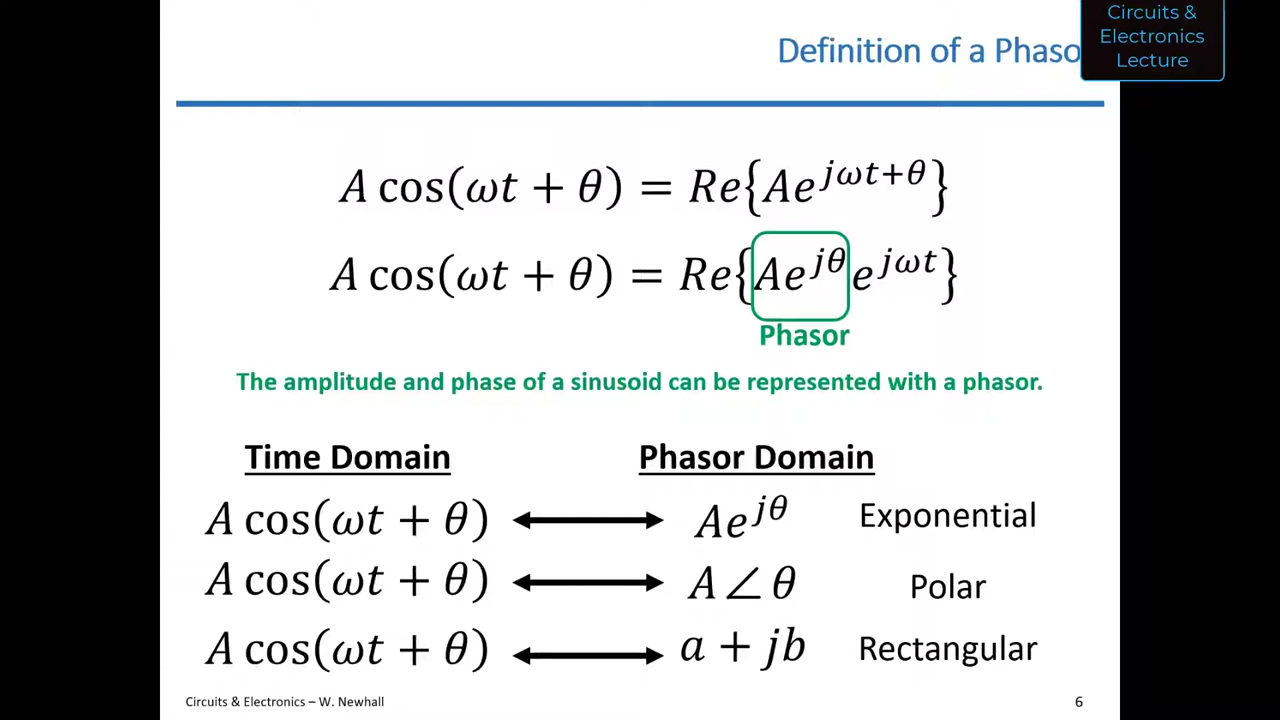 Circuits &
Electronics
Lecture
Definition of a Phaso
A cos(ωt + θ) = Re{Ae^{jωt+θ}}
A cos(ωt + θ) = Re{Ae^{jθ}e^{jωt}}
Phasor
The amplitude and phase of a sinusoid can be represented with a phasor.
Time Domain Phasor Domain
A cos(ωt + θ) ↔ Ae^{jθ} Exponential
A cos(ωt + θ) ↔ A∠θ Polar
A cos(ωt + θ) ↔ a + jb Rectangular
Circuits & Electronics – W. Newhall 6